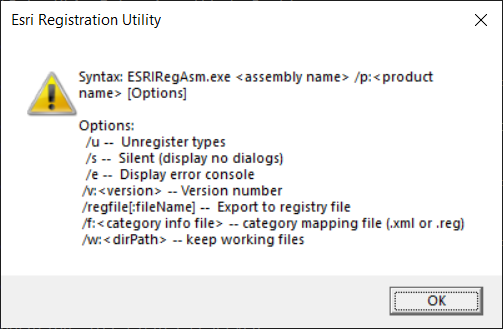 Esri Registration Utility
Syntax: ESRIRegAsm.exe <assembly name> /p:<product
name> [Options]
Options:
/u -- Unregister types
/s -- Silent (display no dialogs)
/e -- Display error console
/v:<version> -- Version number
/regfile[:fileName] -- Export to registry file
/f:<category info file> -- category mapping file (.xml or .reg)
/w:<dirPath> -- keep working files
OK